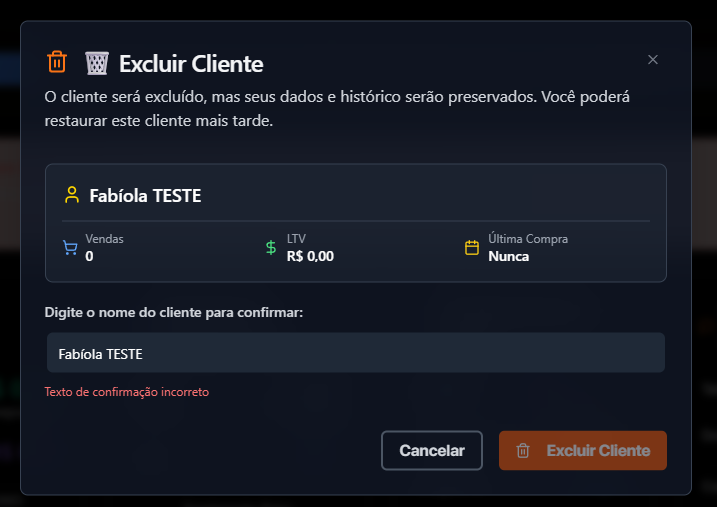 Excluir Cliente
O cliente será excluído, mas seus dados e histórico serão preservados. Você poderá
restaurar este cliente mais tarde.
Fabíola TESTE
Vendas
0
LTV
R$ 0,00
Última Compra
Nunca
Digite o nome do cliente para confirmar:
Fabíola TESTE
Texto de confirmação incorreto
Cancelar
Excluir Cliente